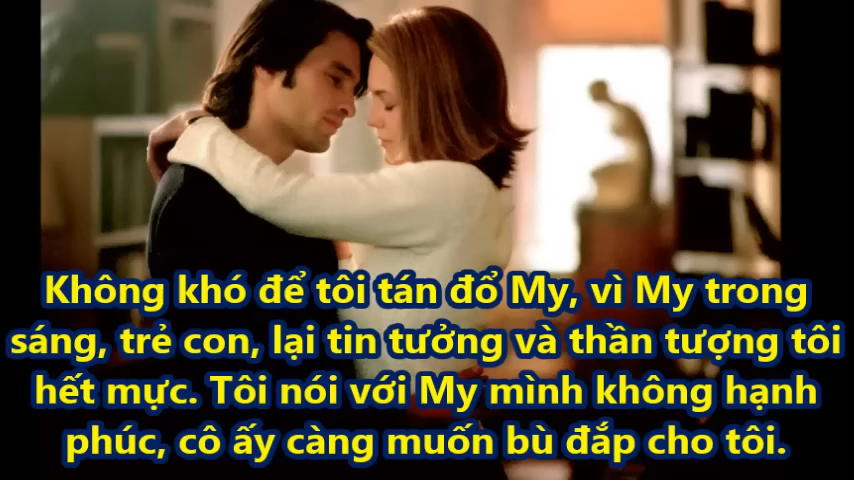 Không khó để tôi tán đổ My, vì My trong
sáng, trẻ con, lại tin tưởng và thần tượng tôi
hết mực. Tôi nói với My mình không hạnh
phúc, cô ấy càng muốn bù đắp cho tôi.